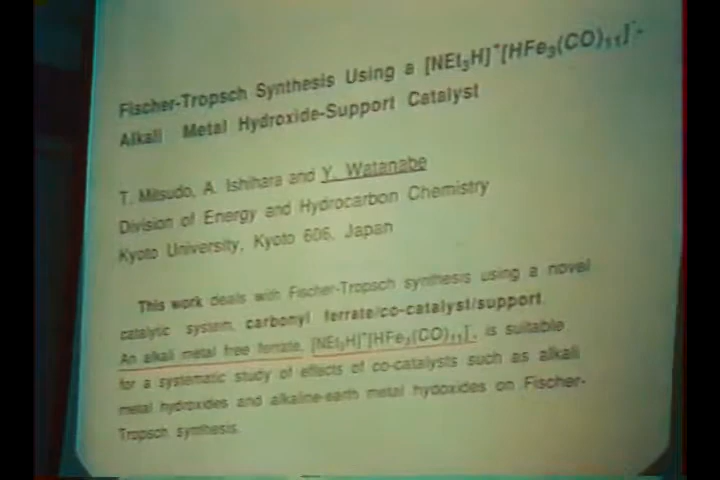 Fischer-Tropsch Synthesis Using a [NEt₃H]⁺[HFe₃(CO)₁₁]⁻-
Alkali Metal Hydroxide-Support Catalyst
T. Mitsudo, A. Ishihara and Y. Watanabe
Division of Energy and Hydrocarbon Chemistry
Kyoto University, Kyoto 606, Japan
This work deals with Fischer-Tropsch synthesis using a novel
catalytic system, carbonyl ferrate/co-catalyst/support.
An alkali metal free ferrate, [NEt₃H]⁺[HFe₃(CO)₁₁]⁻, is suitable
for a systematic study of effects of co-catalysts such as alkali
metal hydroxides and alkaline-earth metal hydoxides on Fischer-
Tropsch synthesis.